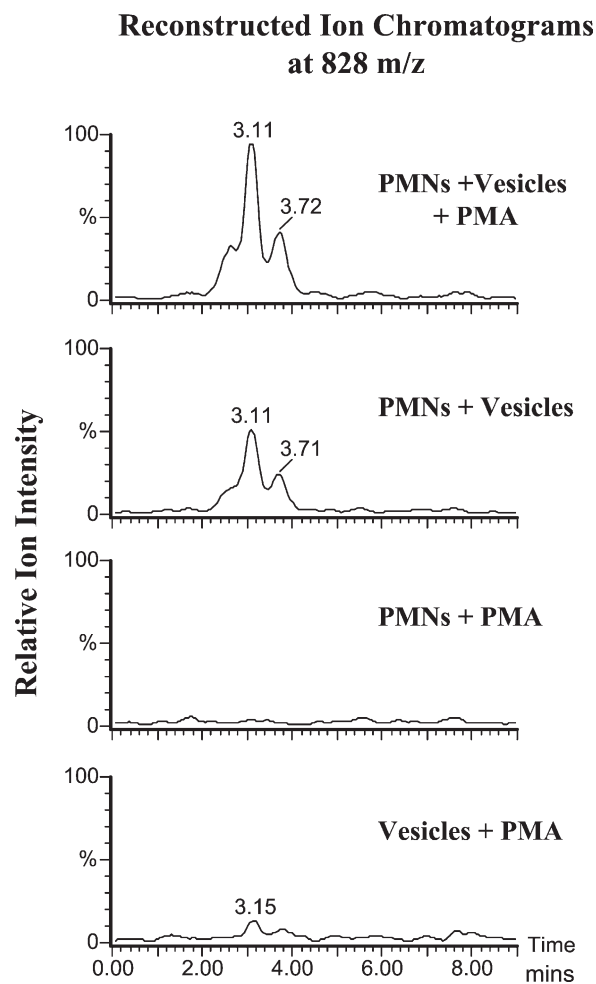 Reconstructed Ion Chromatograms
at 828 m/z
Relative Ion Intensity
100
%
0
3.11
3.72
PMNs +Vesicles
+ PMA
100
%
0
3.11
3.71
PMNs + Vesicles
100
%
0
PMNs + PMA
100
%
0
3.15
Vesicles + PMA
0.00 2.00 4.00 6.00 8.00
Time
mins